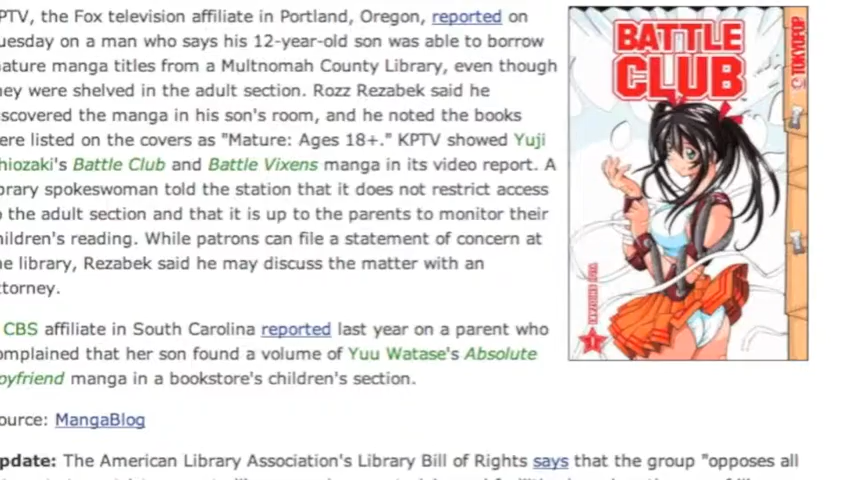 PTV, the Fox television affiliate in Portland, Oregon, reported on
uesday on a man who says his 12-year-old son was able to borrow
ature manga titles from a Multnomah County Library, even though
ey were shelved in the adult section. Rozz Rezabek said he
scovered the manga in his son's room, and he noted the books
ere listed on the covers as "Mature: Ages 18+." KPTV showed Yuji
hiozaki's Battle Club and Battle Vixens manga in its video report. A
brary spokeswoman told the station that it does not restrict access
o the adult section and that it is up to the parents to monitor their
hildren's reading. While patrons can file a statement of concern at
he library, Rezabek said he may discuss the matter with an
ttorney.
CBS affiliate in South Carolina reported last year on a parent who
omplained that her son found a volume of Yuu Watase's Absolute
oyfriend manga in a bookstore's children's section.
ource: MangaBlog
pdate: The American Library Association's Library Bill of Rights says that the group "opposes all
BATTLE
CLUB
TOKYOPOP
1